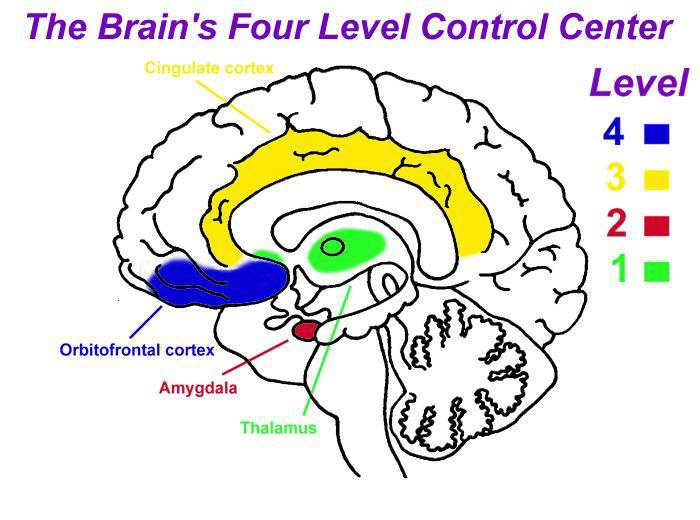 The Brain's Four Level Control Center
Cingulate cortex
Level
4
3
2
1
Orbitofrontal cortex
Amygdala
Thalamus